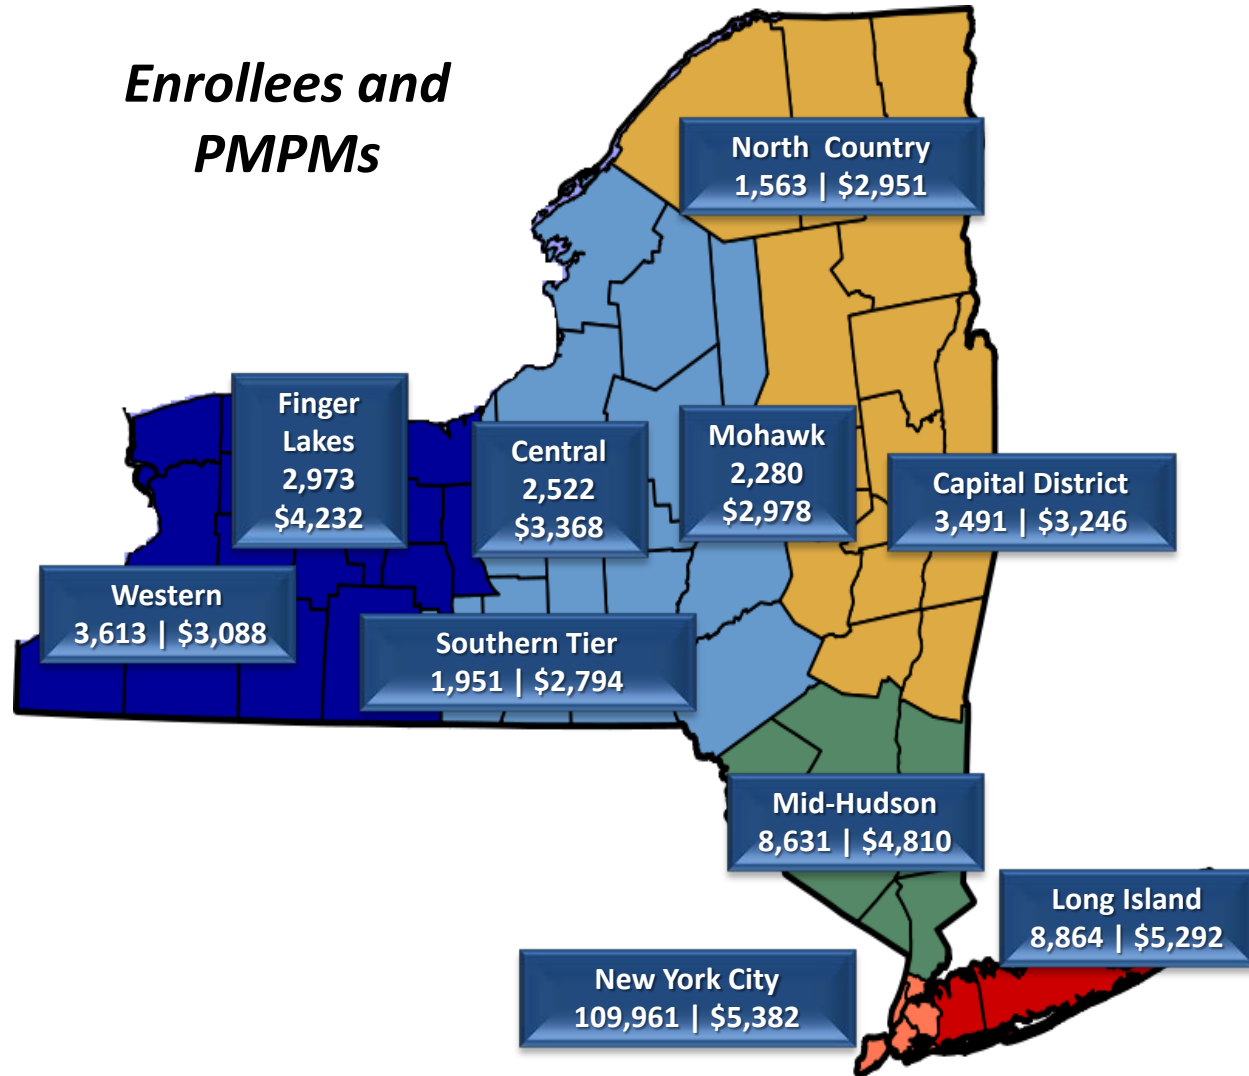 Enrollees and
PMPMs
North Country
1,563 | $2,951
Finger
Lakes
2,973
$4,232
Central
2,522
$3,368
Mohawk
2,280
$2,978
Capital District
3,491 | $3,246
Western
3,613 | $3,088
Southern Tier
1,951 | $2,794
Mid-Hudson
8,631 | $4,810
Long Island
8,864 | $5,292
New York City
109,961 | $5,382